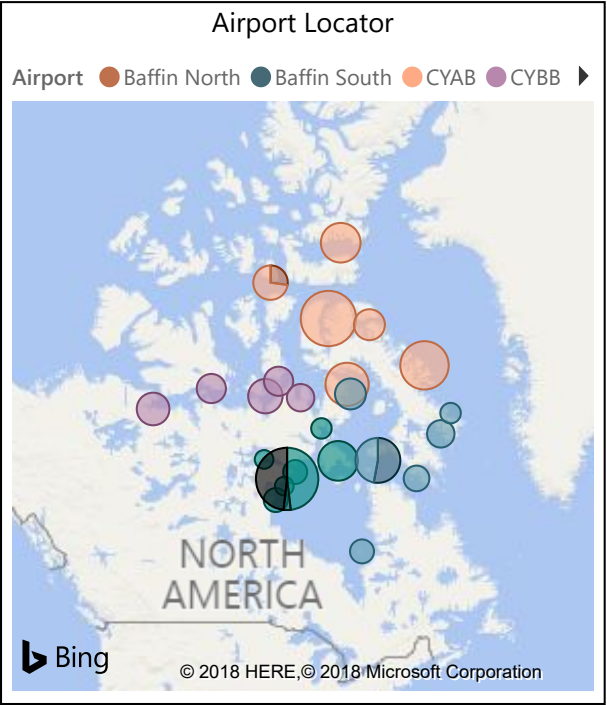 Airport Locator
Airport Baffin North Baffin South CYAB CYBB
NORTH
AMERICA
Bing
© 2018 HERE,© 2018 Microsoft Corporation